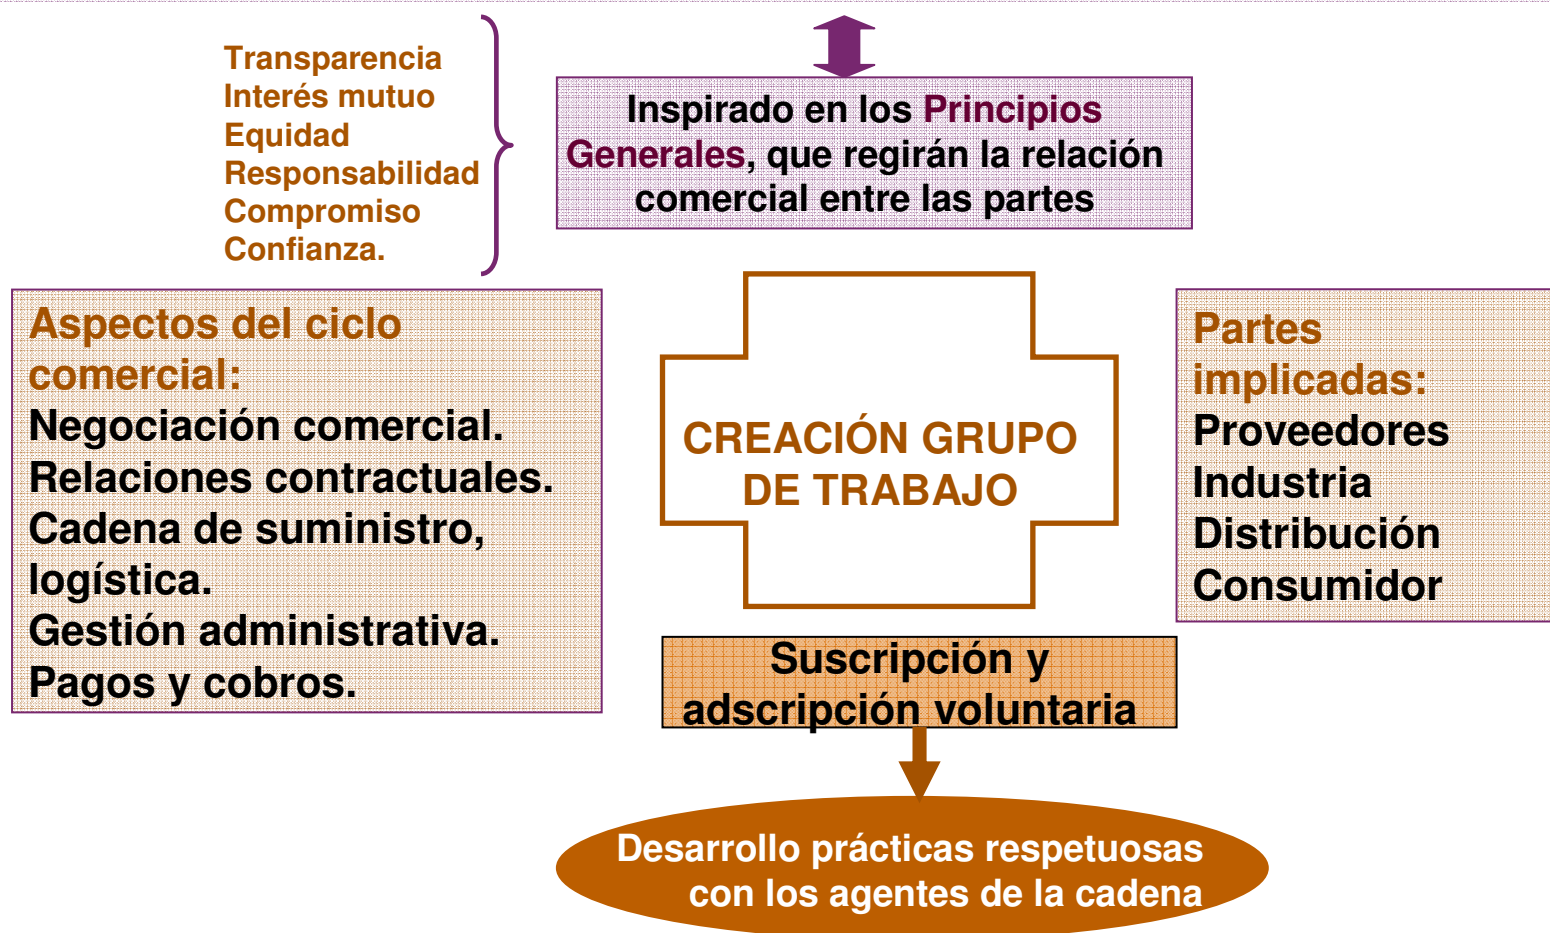 Transparencia
Interés mutuo
Equidad
Responsabilidad
Compromiso
Confianza.
Inspirado en los Principios
Generales, que regirán la relación
comercial entre las partes
Aspectos del ciclo
comercial:
Negociación comercial.
Relaciones contractuales.
Cadena de suministro,
logística.
Gestión administrativa.
Pagos y cobros.
CREACIÓN GRUPO
DE TRABAJO
Partes
implicadas:
Proveedores
Industria
Distribución
Consumidor
Suscripción y
adscripción voluntaria
Desarrollo prácticas respetuosas
con los agentes de la cadena